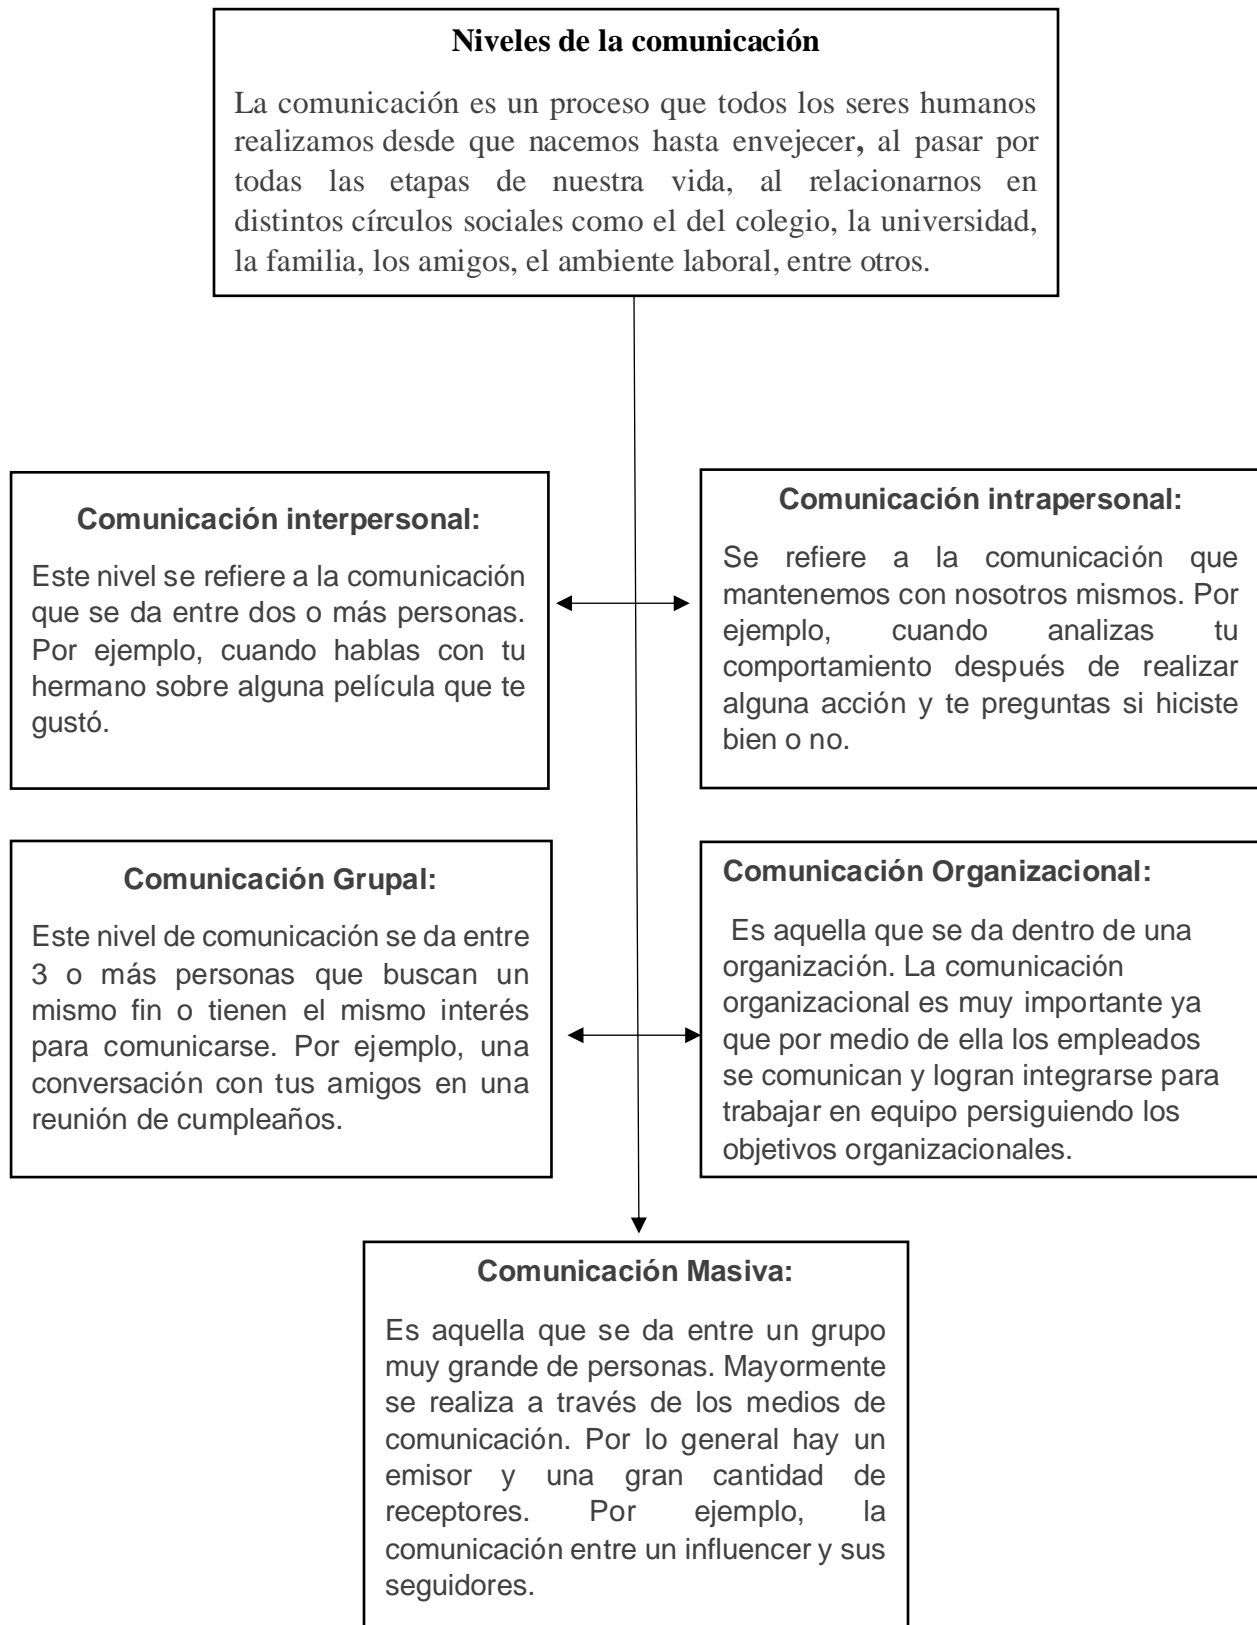 Niveles de la comunicación
La comunicación es un proceso que todos los seres humanos
realizamos desde que nacemos hasta envejecer, al pasar por
todas las etapas de nuestra vida, al relacionarnos en
distintos círculos sociales como el del colegio, la universidad,
la familia, los amigos, el ambiente laboral, entre otros.
Comunicación interpersonal:
Este nivel se refiere a la comunicación
que se da entre dos o más personas.
Por ejemplo, cuando hablas con tu
hermano sobre alguna película que te
gustó.
Comunicación intrapersonal:
Se refiere a la comunicación que
mantenemos con nosotros mismos. Por
ejemplo, cuando analizas tu
comportamiento después de realizar
alguna acción y te preguntas si hiciste
bien o no.
Comunicación Grupal:
Este nivel de comunicación se da entre
3 o más personas que buscan un
mismo fin o tienen el mismo interés
para comunicarse. Por ejemplo, una
conversación con tus amigos en una
reunión de cumpleaños.
Comunicación Organizacional:
Es aquella que se da dentro de una
organización. La comunicación
organizacional es muy importante ya
que por medio de ella los empleados
se comunican y logran integrarse para
trabajar en equipo persiguiendo los
objetivos organizacionales.
Comunicación Masiva:
Es aquella que se da entre un grupo
muy grande de personas. Mayormente
se realiza a través de los medios de
comunicación. Por lo general hay un
emisor y una gran cantidad de
receptores. Por ejemplo, la
comunicación entre un influencer y sus
seguidores.